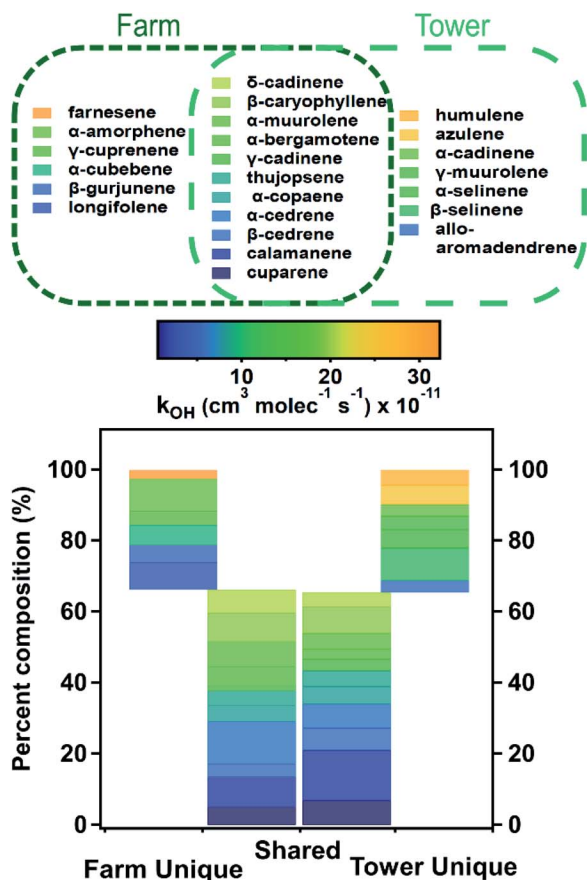 Farm
Tower
farnesene
α-amorphene
γ-cuprenene
α-cubebene
β-gurjunene
longifolene
δ-cadinene
β-caryophyllene
α-muurolene
α-bergamotene
γ-cadinene
thujopsene
α-copaene
α-cedrene
β-cedrene
calamanene
cuparene
humulene
azulene
α-cadinene
γ-muurolene
α-selinene
β-selinene
allo-
aromadendrene
10 20 30
kOH (cm³ molec⁻¹ s⁻¹) x 10⁻¹¹
Percent composition (%)
100
80
60
40
20
0
100
80
60
40
20
0
Farm Unique
Shared
Tower Unique